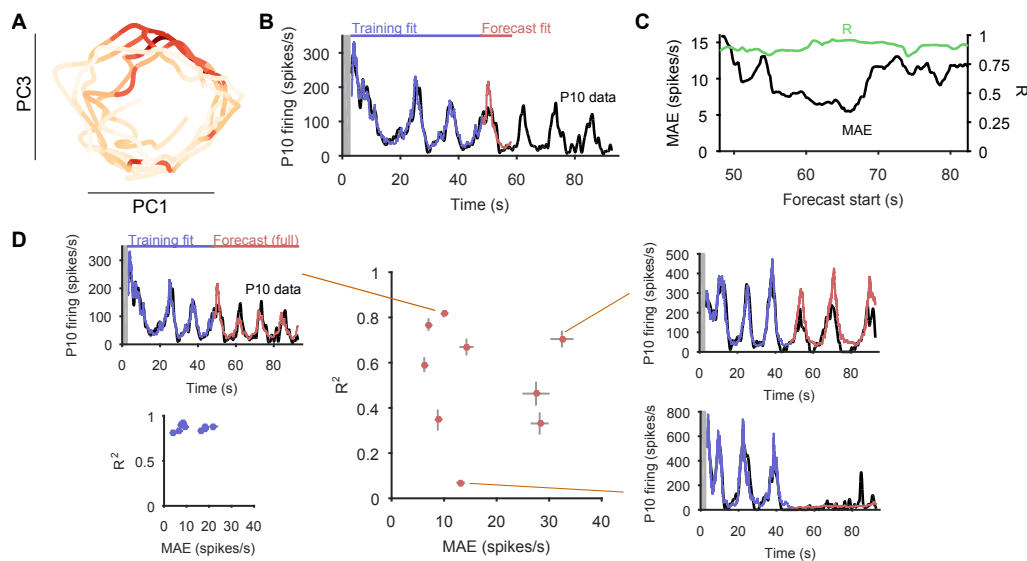 A
PC3
PC1
B
Training fit
Forecast fit
P10 data
P10 firing (spikes/s)
300
200
100
0
0
20
40
60
80
Time (s)
C
R
MAE
MAE (spikes/s)
15
10
5
0
1
0.75
0.5
0.25
0
R
50
60
70
80
Forecast start (s)
D
Training fit
Forecast (full)
P10 data
P10 firing (spikes/s)
300
200
100
0
0
20
40
60
80
Time (s)
R²
1
0.5
0
0
10
20
30
40
MAE (spikes/s)
R²
1
0.8
0.6
0.4
0.2
0
0
10
20
30
40
MAE (spikes/s)
P10 firing (spikes/s)
500
400
300
200
100
0
0
20
40
60
80
Time (s)
P10 firing (spikes/s
800
600
400
200
0
0
20
40
60
80
Time (s)